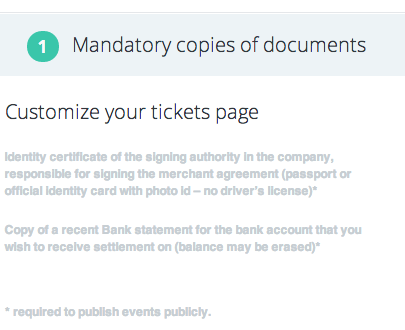 1 Mandatory copies of documents
Customize your tickets page
Identity certificate of the signing authority in the company,
responsible for signing the merchant agreement (passport or
official identity card with photo id – no driver's license)*
Copy of a recent Bank statement for the bank account that you
wish to receive settlement on (balance may be erased)*
* required to publish events publicly.